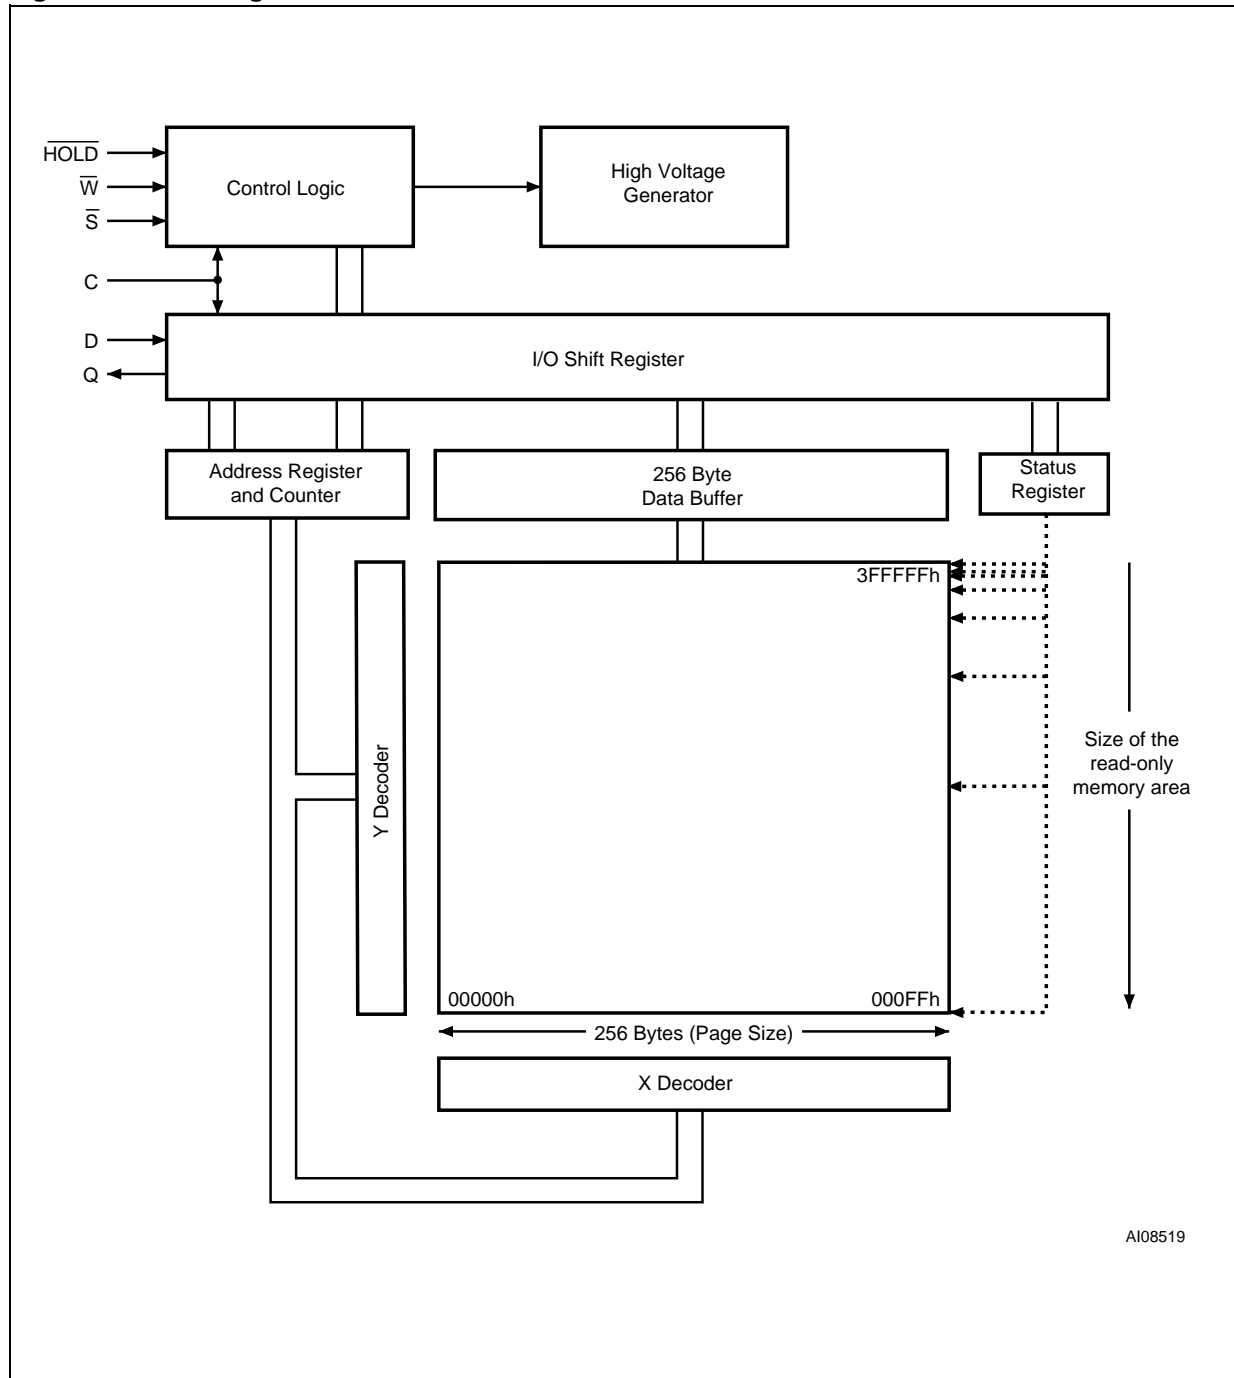 HOLD
W
S
C
D
Q
Control Logic
High Voltage
Generator
I/O Shift Register
Address Register
and Counter
256 Byte
Data Buffer
Status
Register
3FFFFFh
Y Decoder
Size of the
read-only
memory area
00000h
000FFh
256 Bytes (Page Size)
X Decoder
AI08519